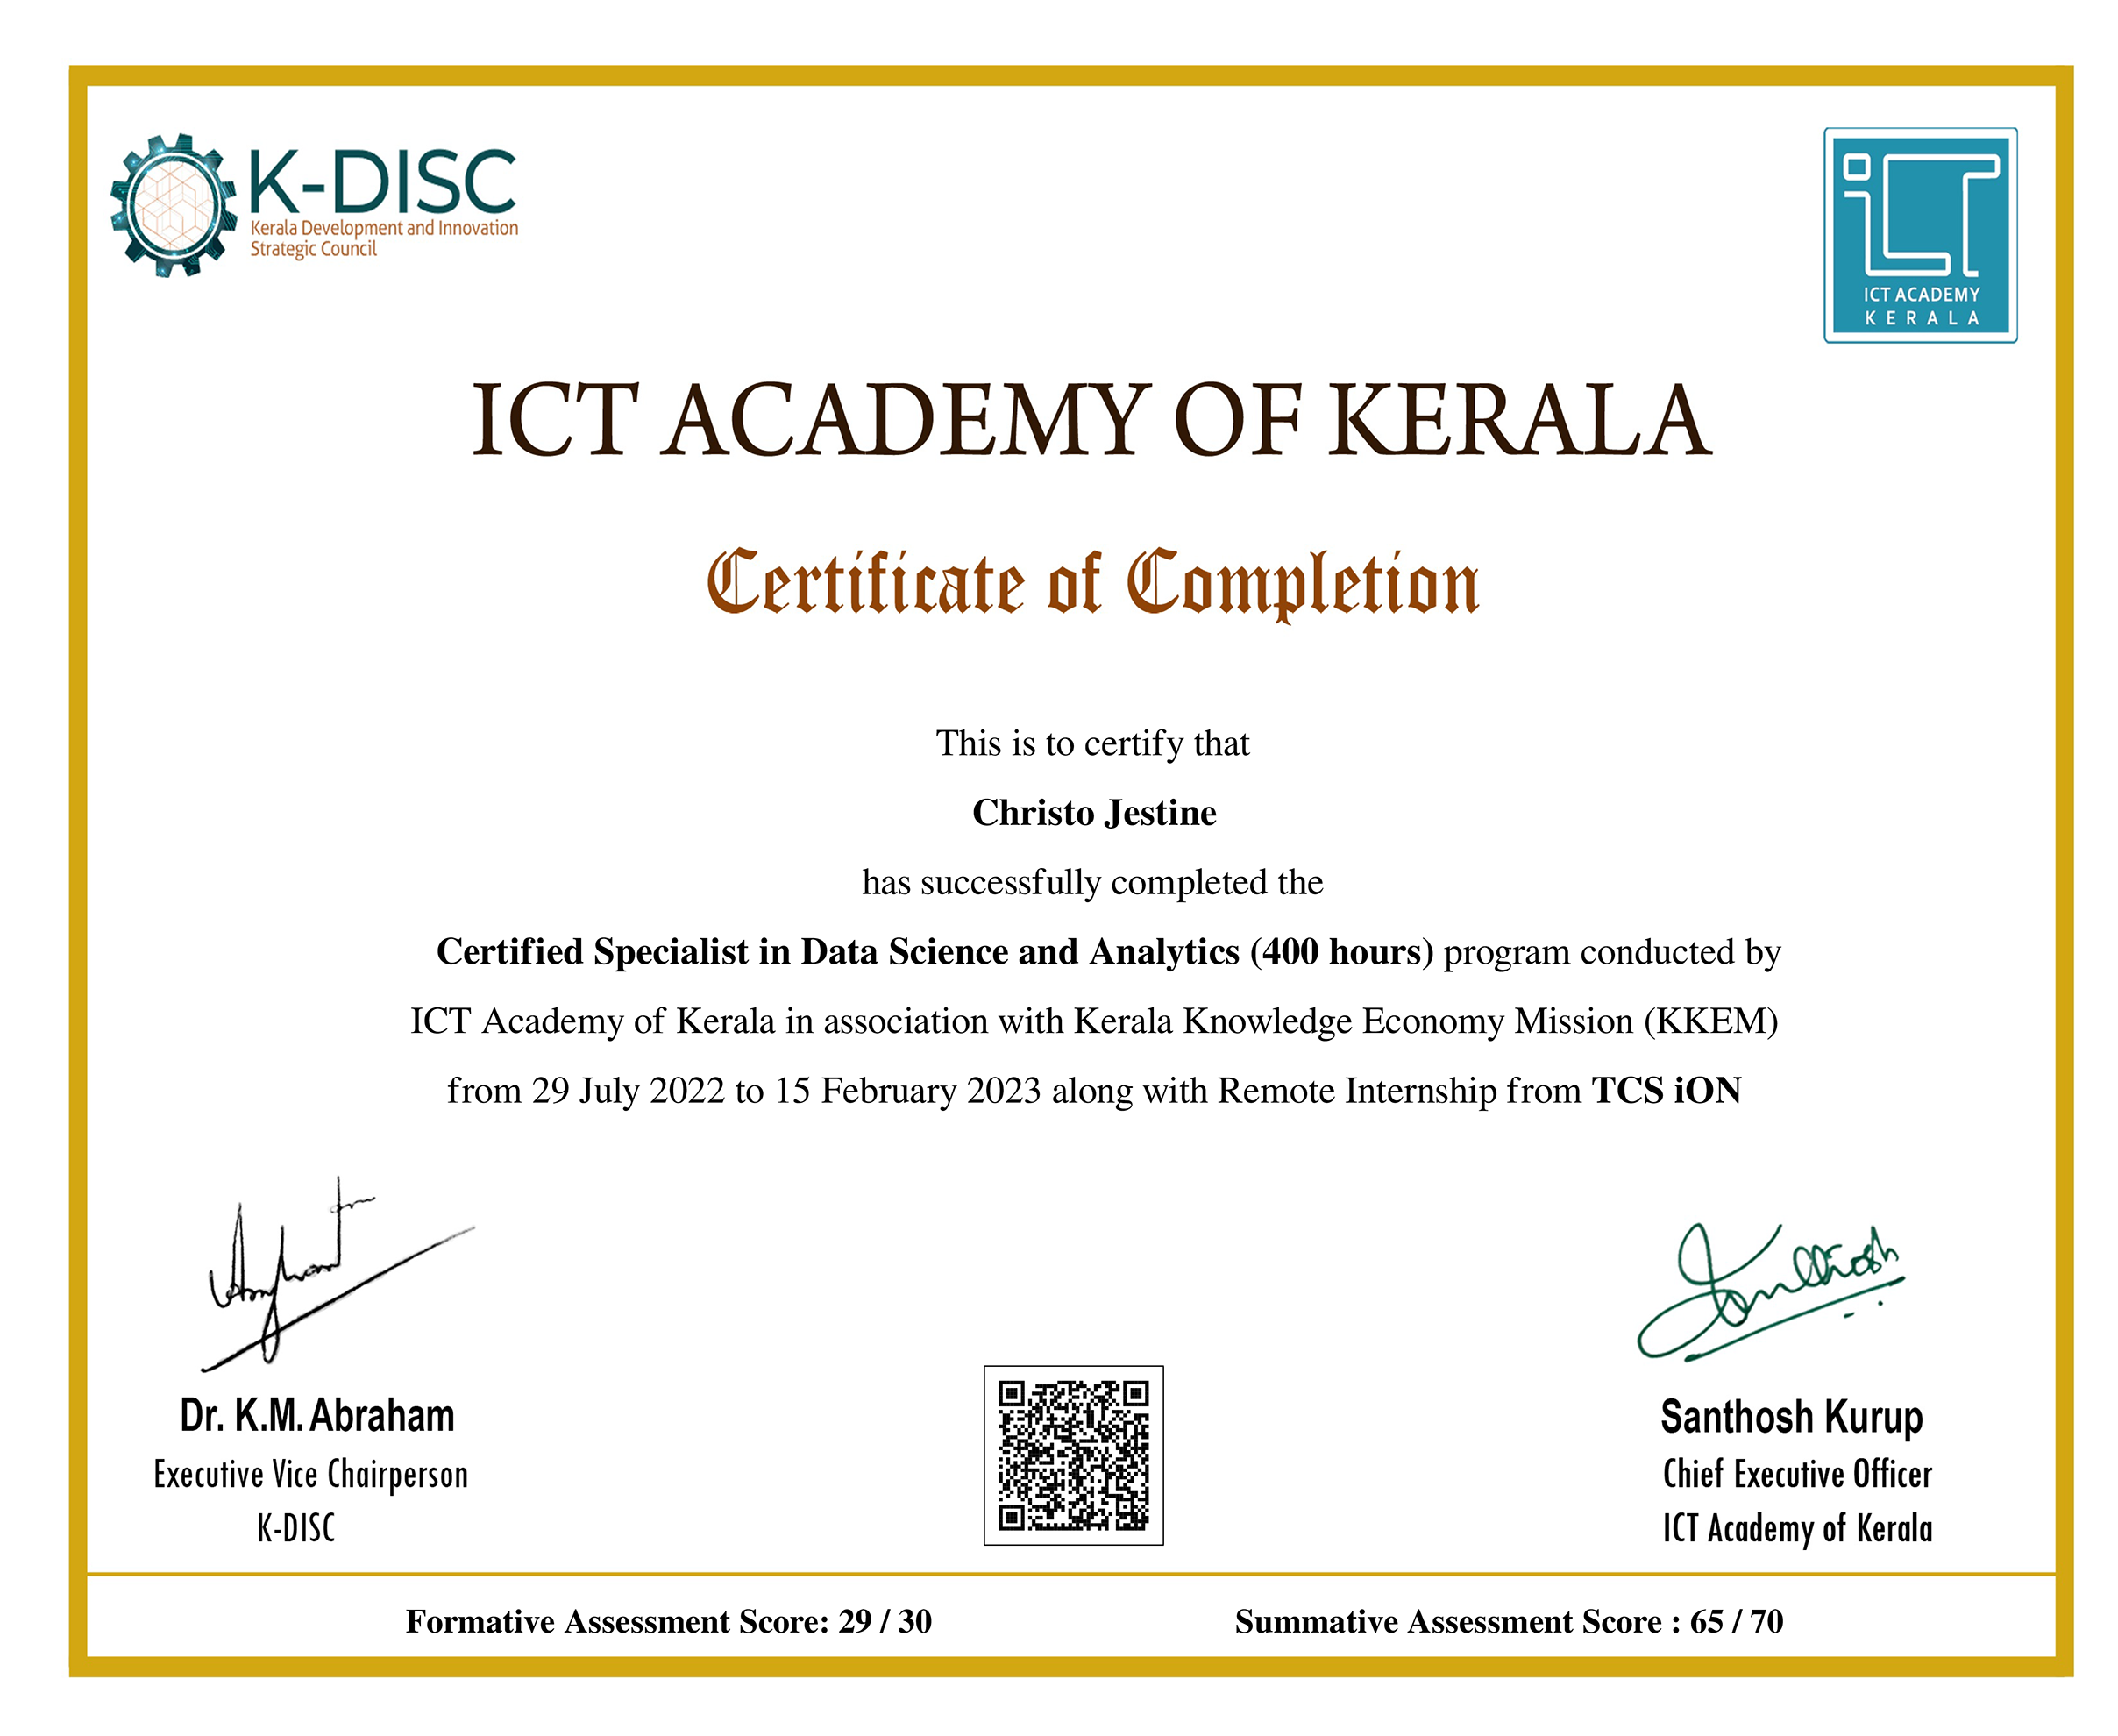 K-DISC
Kerala Development and Innovation
Strategic Council
ICT
ICT ACADEMY
KERALA
ICT ACADEMY OF KERALA
Certificate of Completion
This is to certify that
Christo Jestine
has successfully completed the
Certified Specialist in Data Science and Analytics (400 hours) program conducted by
ICT Academy of Kerala in association with Kerala Knowledge Economy Mission (KKEM)
from 29 July 2022 to 15 February 2023 along with Remote Internship from TCS iON
Santhosh
Dr. K.M. Abraham
Executive Vice Chairperson
K-DISC
Santhosh Kurup
Chief Executive Officer
ICT Academy of Kerala
Formative Assessment Score: 29 / 30
Summative Assessment Score : 65 / 70